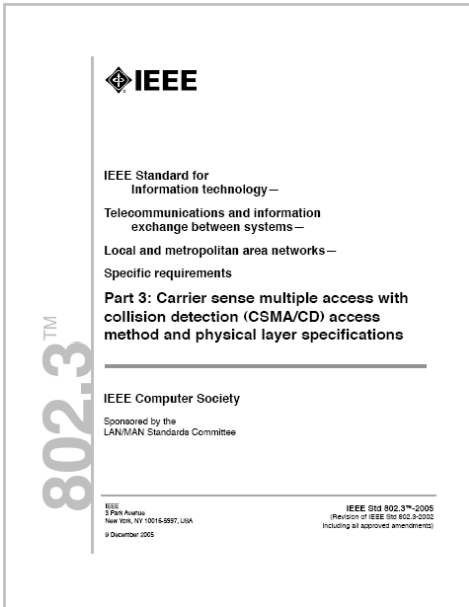 IEEE
IEEE Standard for
Information technology—
Telecommunications and information
exchange between systems—
Local and metropolitan area networks—
Specific requirements
Part 3: Carrier sense multiple access with
collision detection (CSMA/CD) access
method and physical layer specifications
802.3™
IEEE Computer Society
Sponsored by the
LAN/MAN Standards Committee
IEEE
3 Park Avenue
New York, NY 10016-5997, USA
9 December 2005
IEEE Std 802.3™-2005
(Revision of IEEE Std 802.3-2002
including all approved amendments)